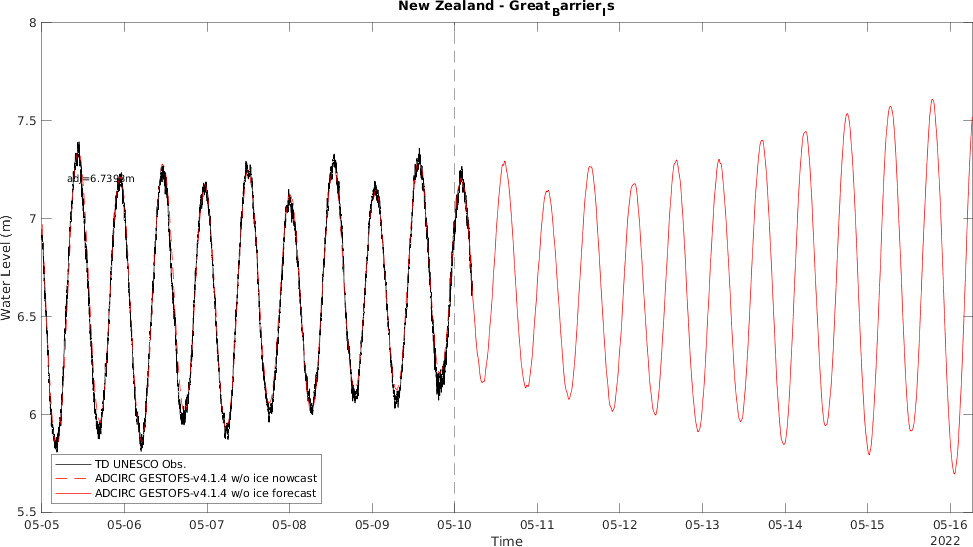 New Zealand - Great_Barrier_Is
8
7.5
7
6.5
6
5.5
Water Level (m)
adj=6.7393m
TD UNESCO Obs.
ADCIRC GESTOFS-v4.1.4 w/o ice nowcast
ADCIRC GESTOFS-v4.1.4 w/o ice forecast
05-05 05-06 05-07 05-08 05-09 05-10 05-11 05-12 05-13 05-14 05-15 05-16
Time
2022